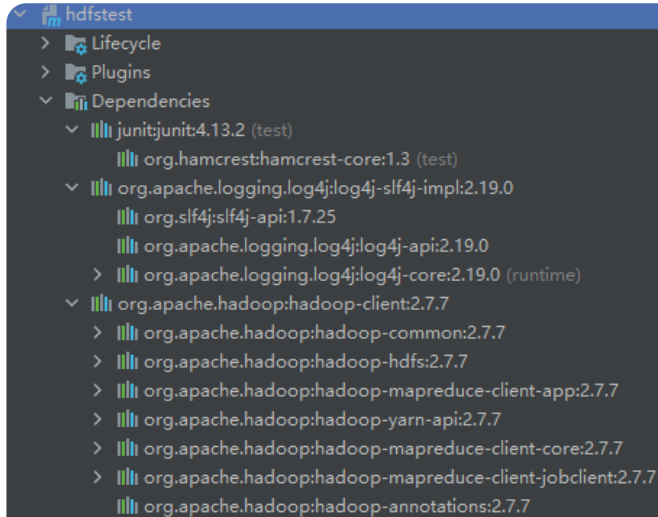 hdfstest
Lifecycle
Plugins
Dependencies
junit:junit:4.13.2 (test)
org.hamcrest:hamcrest-core:1.3 (test)
org.apache.logging.log4j:log4j-slf4j-impl:2.19.0
org.slf4j:slf4j-api:1.7.25
org.apache.logging.log4j:log4j-api:2.19.0
org.apache.logging.log4j:log4j-core:2.19.0 (runtime)
org.apache.hadoop:hadoop-client:2.7.7
org.apache.hadoop:hadoop-common:2.7.7
org.apache.hadoop:hadoop-hdfs:2.7.7
org.apache.hadoop:hadoop-mapreduce-client-app:2.7.7
org.apache.hadoop:hadoop-yarn-api:2.7.7
org.apache.hadoop:hadoop-mapreduce-client-core:2.7.7
org.apache.hadoop:hadoop-mapreduce-client-jobclient:2.7.7
org.apache.hadoop:hadoop-annotations:2.7.7